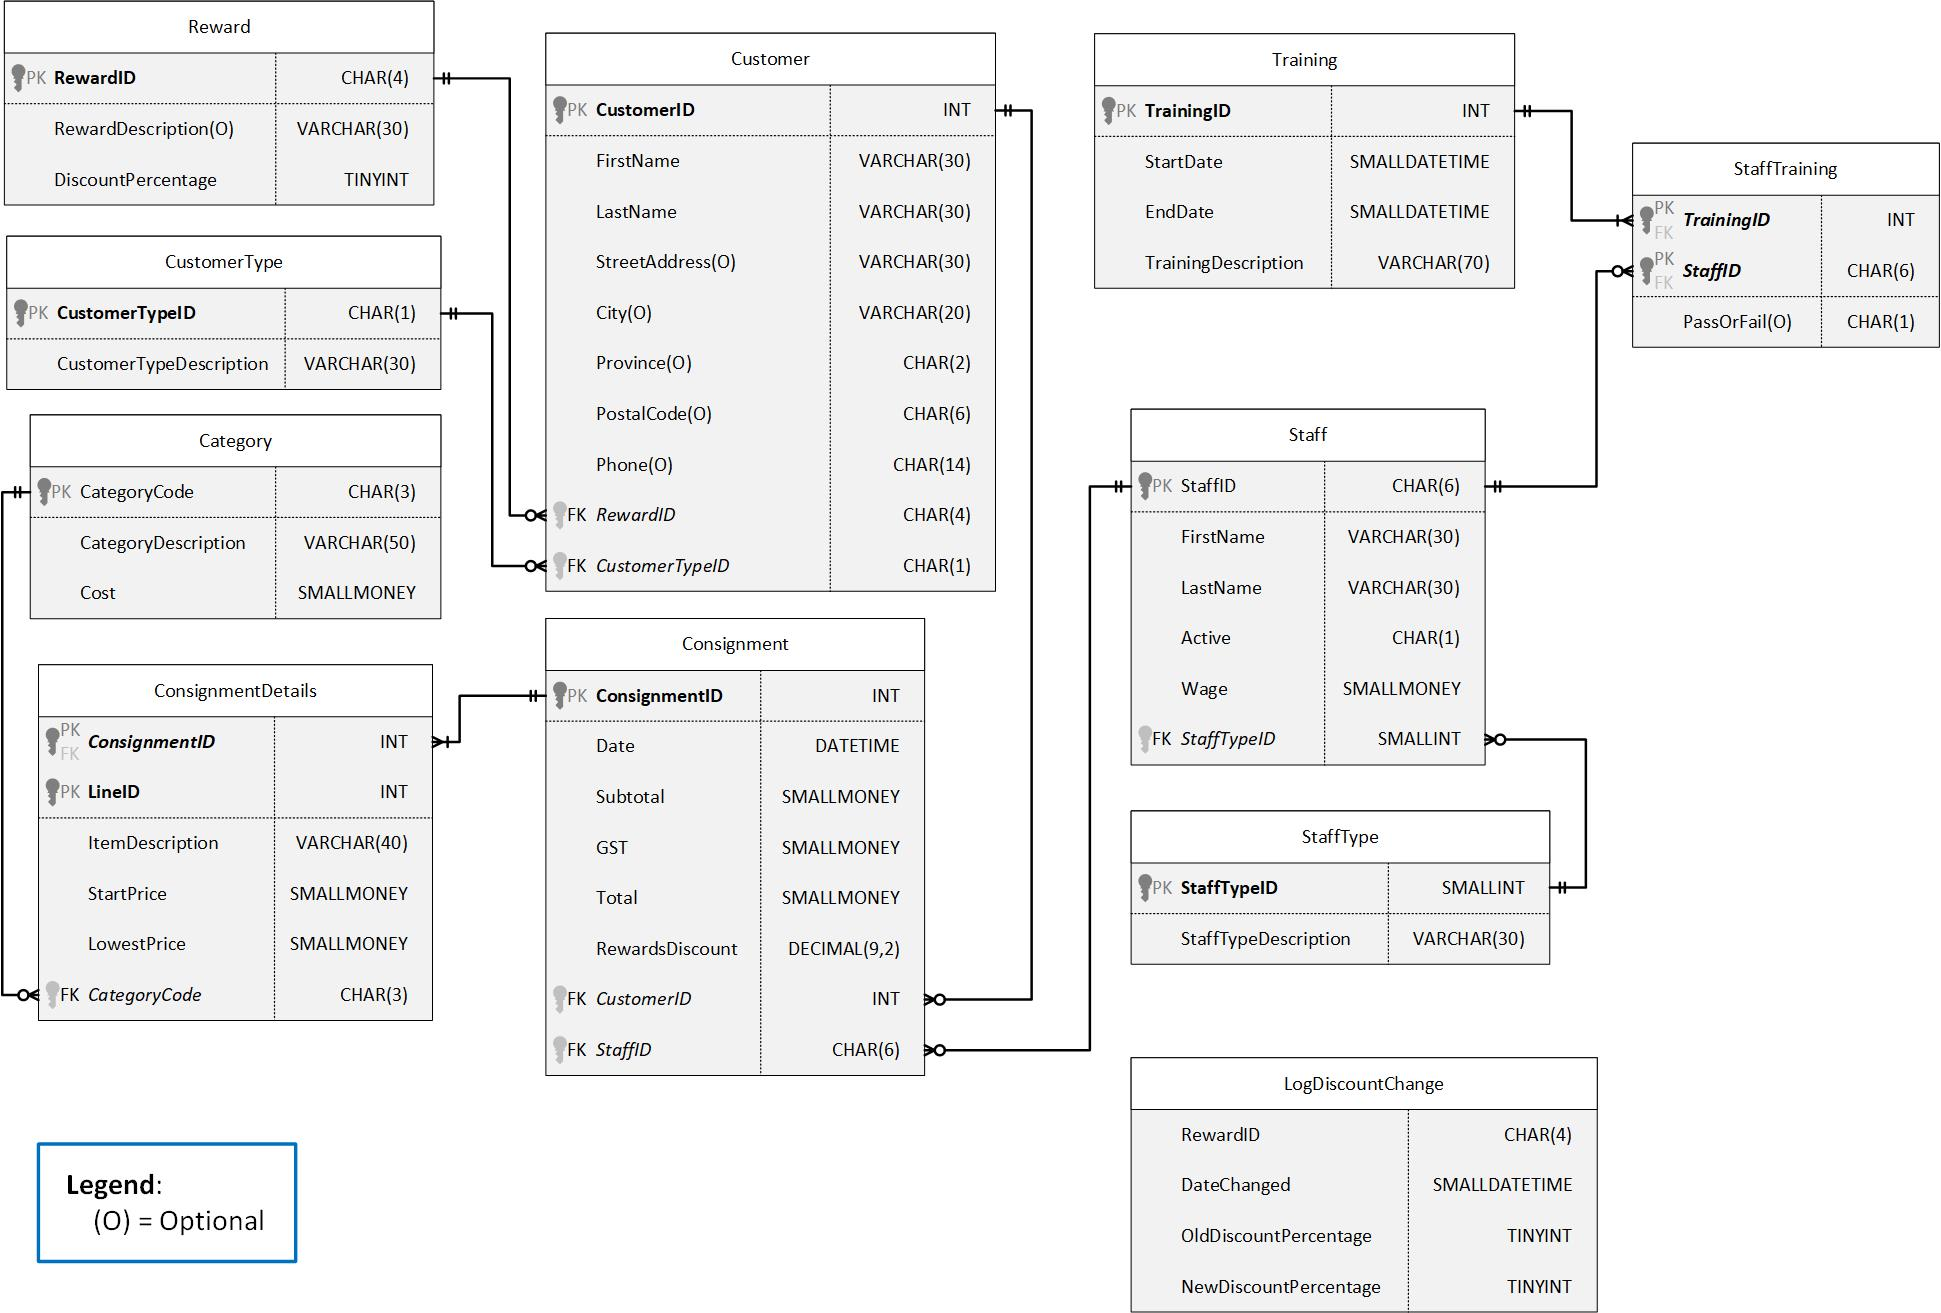 Reward
PK RewardID CHAR(4)
RewardDescription(O) VARCHAR(30)
DiscountPercentage TINYINT
CustomerType
PK CustomerTypeID CHAR(1)
CustomerTypeDescription VARCHAR(30)
Category
PK CategoryCode CHAR(3)
CategoryDescription VARCHAR(50)
Cost SMALLMONEY
ConsignmentDetails
PK
FK
ConsignmentID INT
PK LineID INT
ItemDescription VARCHAR(40)
StartPrice SMALLMONEY
LowestPrice SMALLMONEY
FK CategoryCode CHAR(3)
Customer
PK CustomerID INT
FirstName VARCHAR(30)
LastName VARCHAR(30)
StreetAddress(O) VARCHAR(30)
City(O) VARCHAR(20)
Province(O) CHAR(2)
PostalCode(O) CHAR(6)
Phone(O) CHAR(14)
FK RewardID CHAR(4)
FK CustomerTypeID CHAR(1)
Consignment
PK ConsignmentID INT
Date DATETIME
Subtotal SMALLMONEY
GST SMALLMONEY
Total SMALLMONEY
RewardsDiscount DECIMAL(9,2)
FK CustomerID INT
FK StaffID CHAR(6)
Training
PK TrainingID INT
StartDate SMALLDATETIME
EndDate SMALLDATETIME
TrainingDescription VARCHAR(70)
StaffTraining
PK
FK
TrainingID INT
PK
FK
StaffID CHAR(6)
PassOrFail(O) CHAR(1)
Staff
PK StaffID CHAR(6)
FirstName VARCHAR(30)
LastName VARCHAR(30)
Active CHAR(1)
Wage SMALLMONEY
FK StaffTypeID SMALLINT
StaffType
PK StaffTypeID SMALLINT
StaffTypeDescription VARCHAR(30)
LogDiscountChange
RewardID CHAR(4)
DateChanged SMALLDATETIME
OldDiscountPercentage TINYINT
NewDiscountPercentage TINYINT
Legend:
(O) = Optional